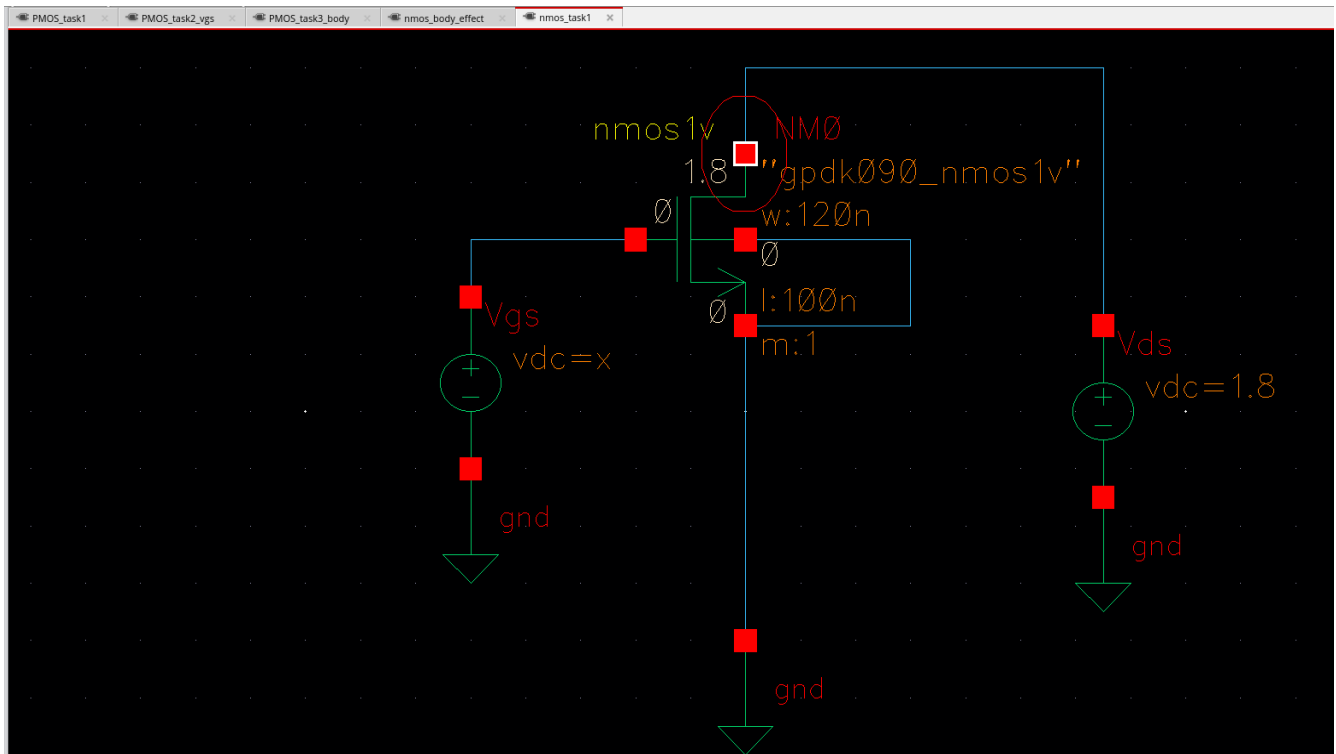 PMOS_task1
PMOS_task2_vgs
PMOS_task3_body
nmos_body_effect
nmos_task1
nmos1v
NM0
1.8
"gpdk090_nmos1v"
0
w:120n
0
l:100n
0
m:1
Vgs
vdc=x
Vds
vdc=1.8
gnd
gnd
gnd